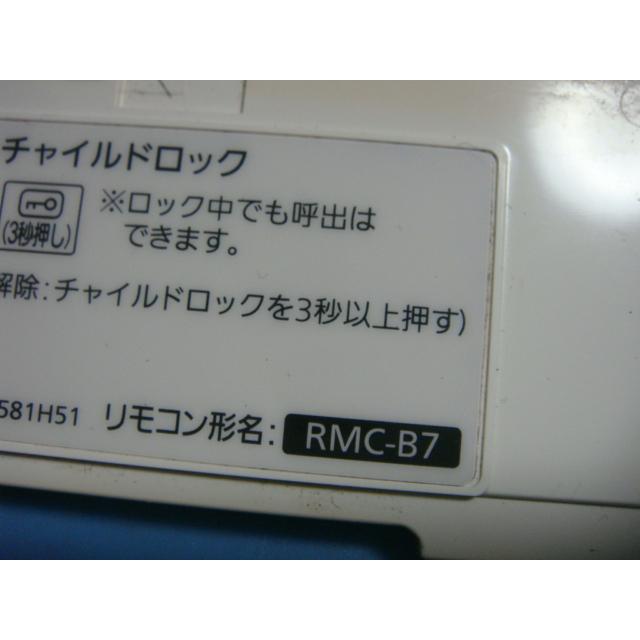 チャイルドロック
(3秒押し)
※ロック中でも呼出は
できます。
解除:チャイルドロックを3秒以上押す)
581H51 リモコン形名: RMC-B7